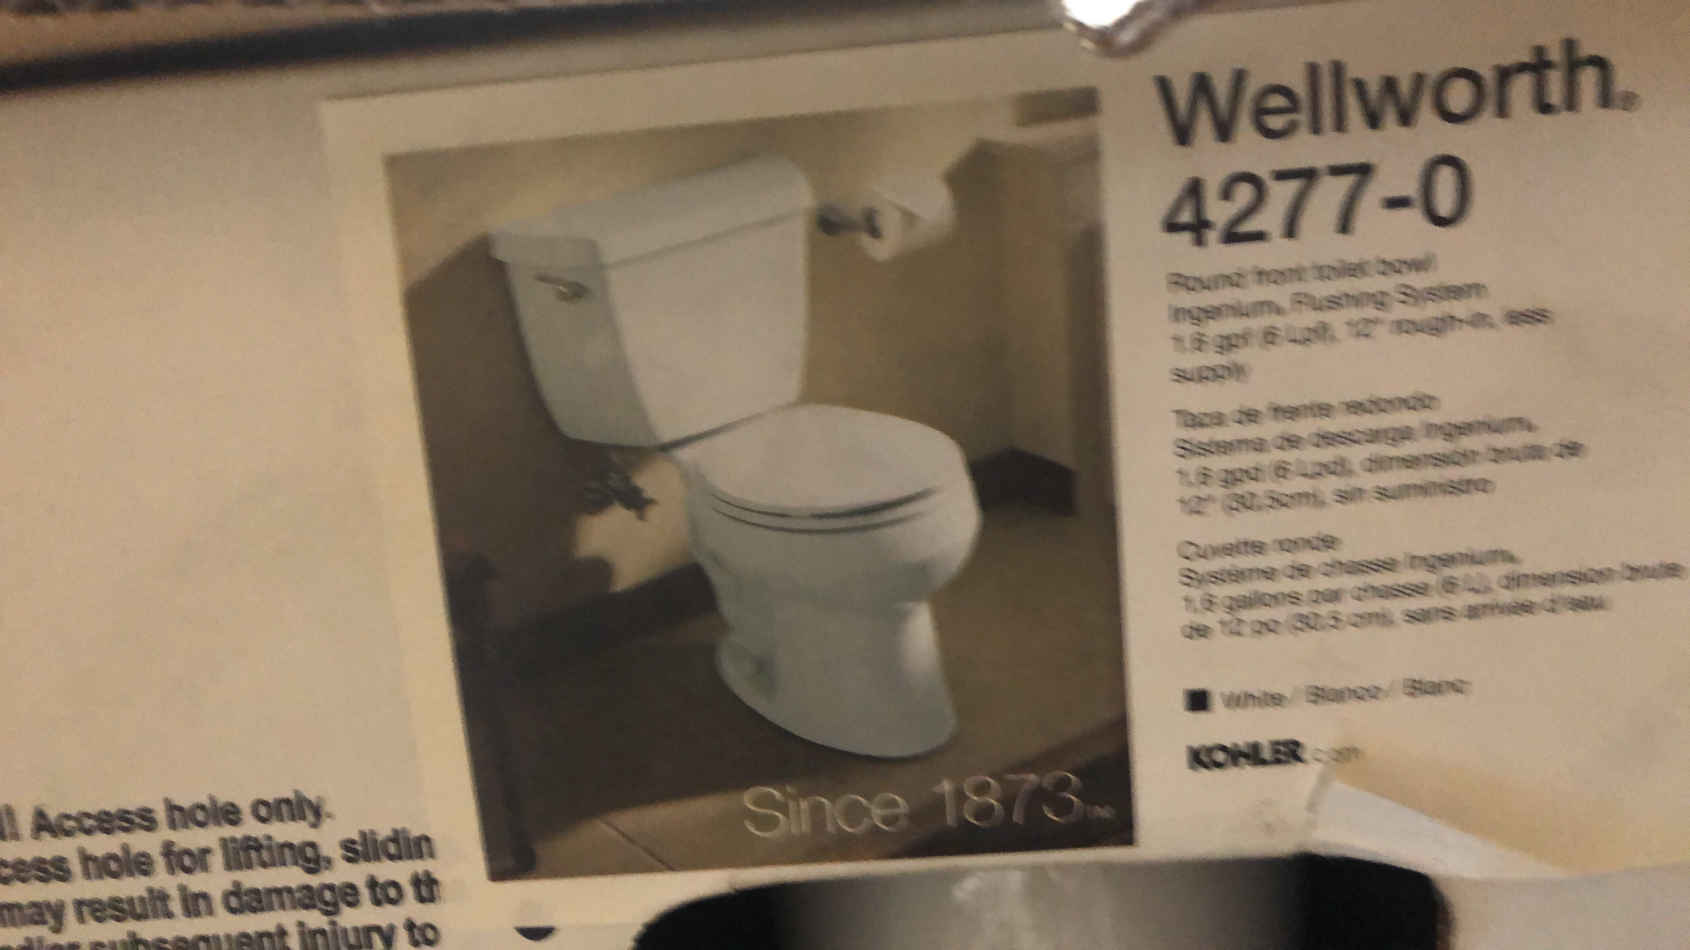 Wellworth®
4277-0
Round front toilet bowl
Ingenium® Flushing System
1.6 gpf (6 Lpf), 12" rough-in, less
supply
Taza de frente redondo
Sistema de descarga Ingenium®
1.6 gpd (6 Lpd), dimensión bruta de
12" (30,5cm), sin suministro
Cuvette ronde
Système de chasse Ingenium®
1,6 gallons par chasse (6 L), dimension brute
de 12 po (30,5 cm), sans arrivée d'eau
White / Blanco / Blanc
KOHLER.com
Since 1873
Access hole only.
cess hole for lifting, slidin
may result in damage to th
subsequent injury to